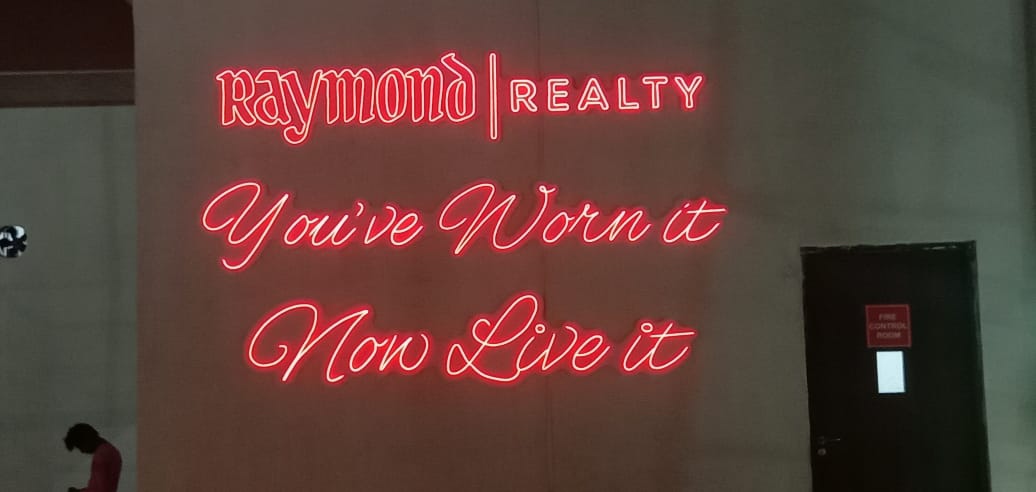 Raymond | REALTY
You've Worn it
Now Live it
FIRE
CONTROL
ROOM